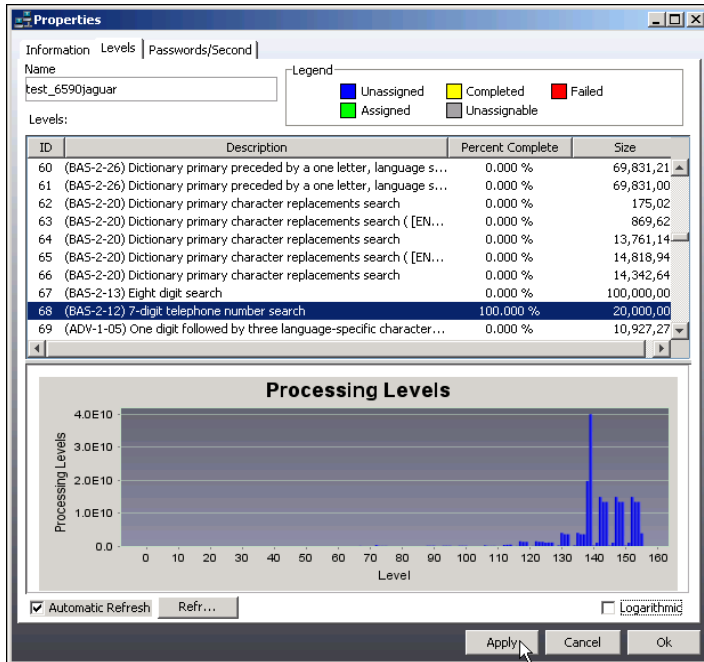 Properties
Information Levels Passwords/Second
Name
test_6590jaguar
Legend
Unassigned Completed Failed
Assigned Unassignable
Levels:
ID Description Percent Complete Size
60 (BAS-2-26) Dictionary primary preceded by a one letter, language s... 0.000 % 69,831,21
61 (BAS-2-26) Dictionary primary preceded by a one letter, language s... 0.000 % 69,831,00
62 (BAS-2-20) Dictionary primary character replacements search 0.000 % 175,02
63 (BAS-2-20) Dictionary primary character replacements search ( [EN... 0.000 % 869,62
64 (BAS-2-20) Dictionary primary character replacements search 0.000 % 13,761,14
65 (BAS-2-20) Dictionary primary character replacements search ( [EN... 0.000 % 14,818,94
66 (BAS-2-20) Dictionary primary character replacements search 0.000 % 14,342,64
67 (BAS-2-13) Eight digit search 0.000 % 100,000,00
68 (BAS-2-12) 7-digit telephone number search 100.000 % 20,000,00
69 (ADV-1-05) One digit followed by three language-specific character... 0.000 % 10,927,27
Processing Levels
Processing Levels
4.0E10
3.0E10
2.0E10
1.0E10
0.0
0 10 20 30 40 50 60 70 80 90 100 110 120 130 140 150 160
Level
Automatic Refresh Refr... Logarithmic
Apply Cancel Ok